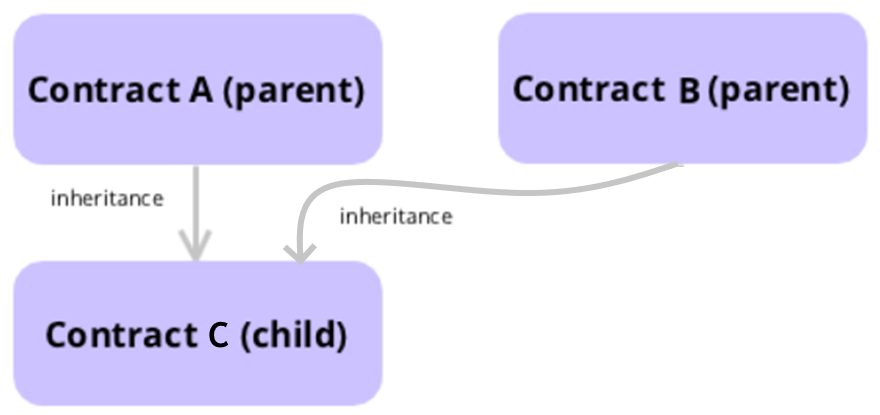 Contract A (parent)
Contract B (parent)
inheritance
inheritance
Contract C (child)